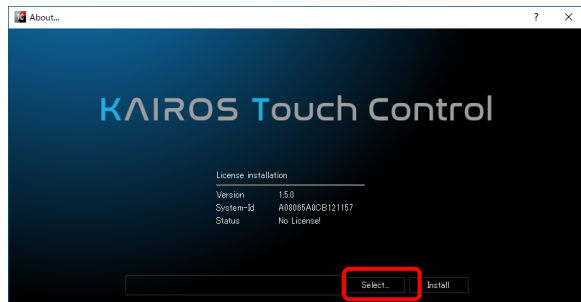 About...
KAIROS Touch Control
License installation
Version 1.5.0
System-Id A08065A0CB121157
Status No License!
Select... Install